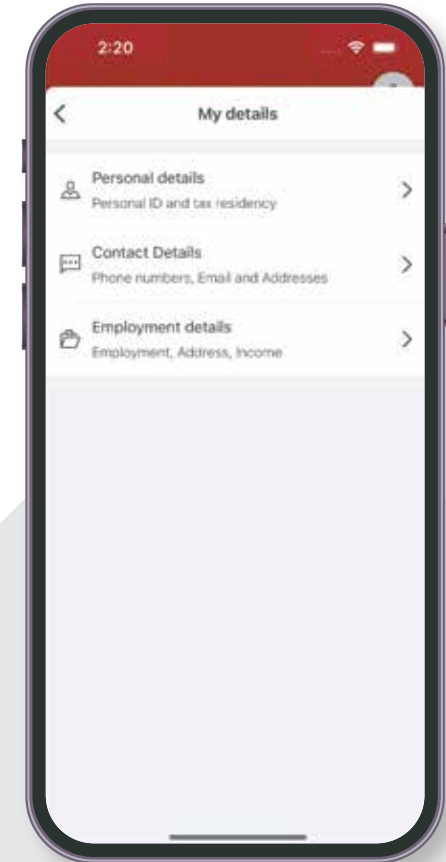 2:20
My details
Personal details
Personal ID and tax residency
Contact Details
Phone numbers, Email and Addresses
Employment details
Employment, Address, Income